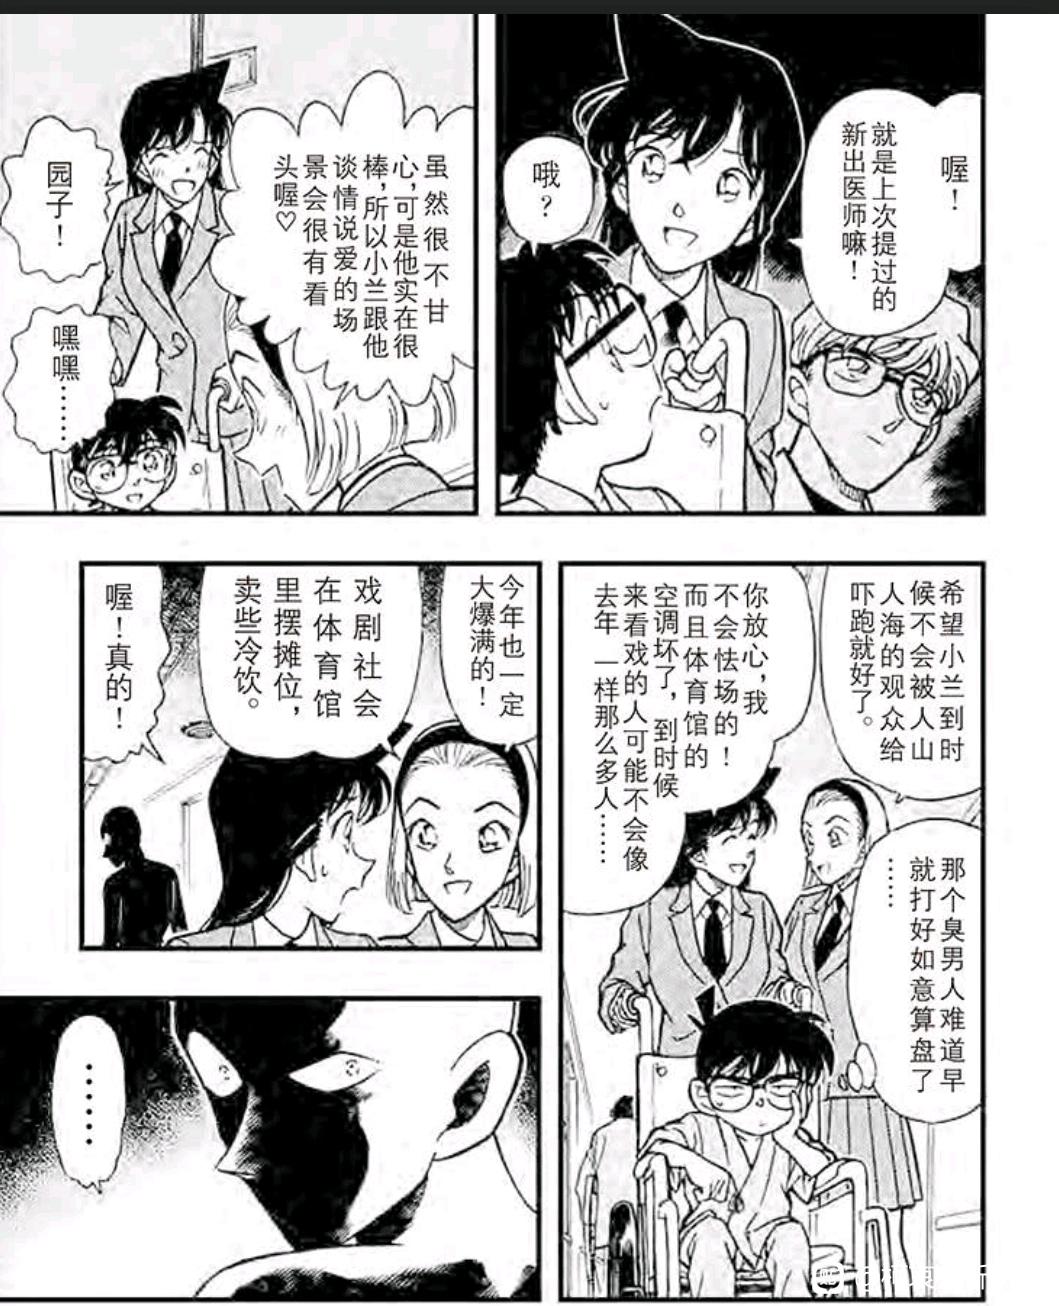 喔！
就是上次提过的
新出医师嘛！
哦？
虽然很不甘
心，可是他实在很
棒，所以小兰跟他
谈情说爱的场
景会很有看
头喔♡
园子！
嘿嘿……
希望小兰到时
候不会被人山
人海的观众给
吓跑就好了。
你放心，我
不会怯场的！
而且体育馆的
空调坏了，到时候
来看戏的人可能不会像
去年一样那么多人……
那个臭男人难道早
就打好如意算盘了
……
今年也一定
大爆满的！
戏剧社会
在体育馆
里摆摊位，
卖些冷饮。
喔！真的！
……